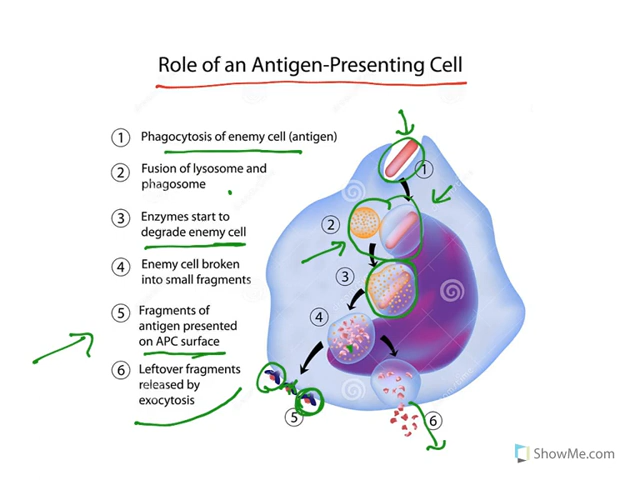 Role of an Antigen-Presenting Cell
1 Phagocytosis of enemy cell (antigen)
2 Fusion of lysosome and
phagosome
3 Enzymes start to
degrade enemy cell
4 Enemy cell broken
into small fragments
5 Fragments of
antigen presented
on APC surface
6 Leftover fragments
released by
exocytosis
1
2
3
4
5
6
ShowMe.com